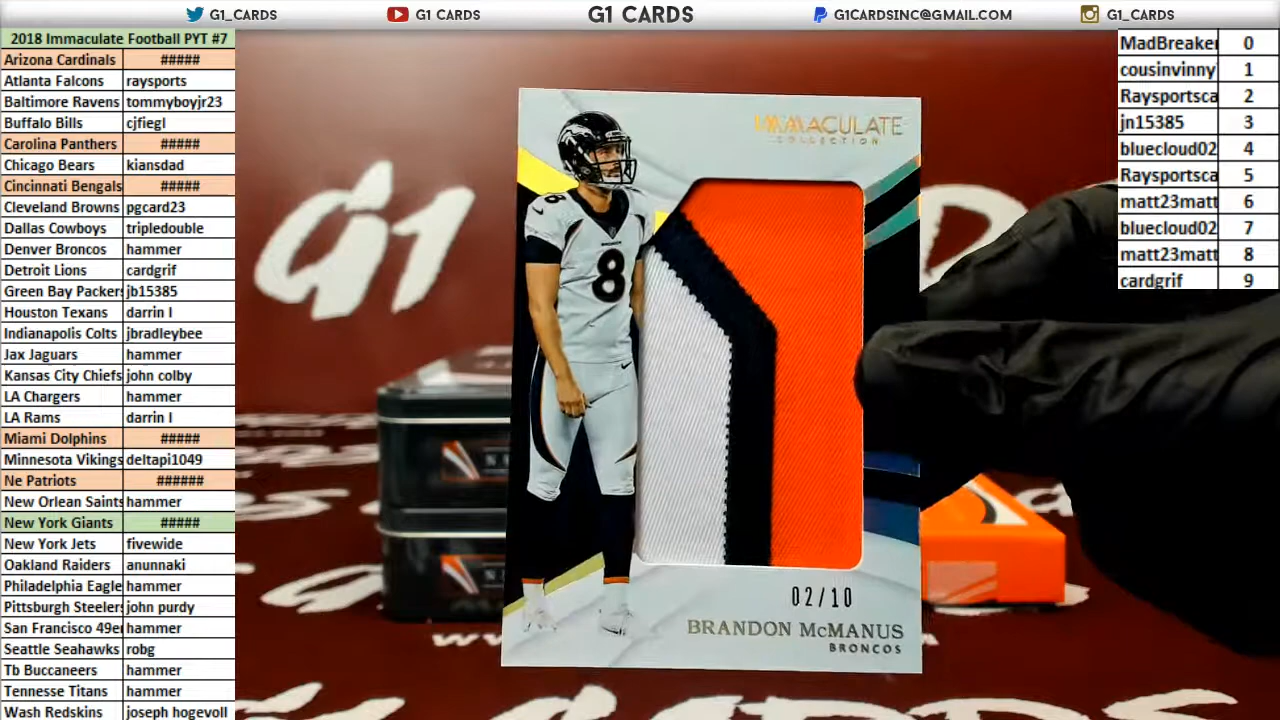 G1_CARDS
G1 CARDS
G1 CARDS
G1CARDSINC@GMAIL.COM
G1_CARDS
2018 Immaculate Football PYT #7
Arizona Cardinals #####
Atlanta Falcons raysports
Baltimore Ravens tommyboyjr23
Buffalo Bills cjfiegl
Carolina Panthers #####
Chicago Bears kiansdad
Cincinnati Bengals #####
Cleveland Browns pgcard23
Dallas Cowboys tripledouble
Denver Broncos hammer
Detroit Lions cardgrif
Green Bay Packers jb15385
Houston Texans darrin l
Indianapolis Colts jbradleybee
Jax Jaguars hammer
Kansas City Chiefs john colby
LA Chargers hammer
LA Rams darrin l
Miami Dolphins #####
Minnesota Vikings deltapi1049
Ne Patriots ######
New Orlean Saints hammer
New York Giants #####
New York Jets fivewide
Oakland Raiders anunnaki
Philadelphia Eagle hammer
Pittsburgh Steelers john purdy
San Francisco 49e hammer
Seattle Seahawks robg
Tb Buccaneers hammer
Tennesse Titans hammer
Wash Redskins joseph hogevoll
MadBreaker 0
cousinvinny 1
Raysportsca 2
jn15385 3
bluecloud02 4
Raysportsca 5
matt23matt 6
bluecloud02 7
matt23matt 8
cardgrif 9
G1
IMMACULATE
COLLECTION
8
8
02/10
BRANDON McMANUS
BRONCOS